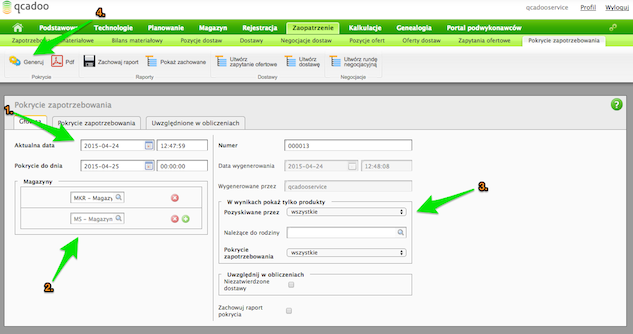 qcadoo
qcadooservice Profil Wyloguj
4.
Podstawowe Technologie Planowanie Magazyn Rejestracja Zaopatrzenie Kalkulacje Genealogia Portal podwykonawcy
Bilans materiałowy Pozycje dostaw Dostawy Negocjacje dostaw Pozycje ofert Oferty dostaw Zapytania ofertowe Pokrycie zapotrzebowania
Generuj Pdf Zachowaj raport Pokaż zachowane Utwórz zapytanie ofertowe Utwórz dostawę Utwórz rundę negocjacyjną
Pokrycie Raporty Dostawy Negocjacje
Pokrycie zapotrzebowania
1.
Główna Pokrycie zapotrzebowania Uwzględnione w obliczeniach
Aktualna data 2015-04-24 12:47:59
Pokrycie do dnia 2015-04-25 00:00:00
Magazyny
MKR - Magazy
MS - Magazyn
2.
Numer 000013
Data wygenerowania 2015-04-24 12:48:08
Wygenerowane przez qcadooservice
W wynikach pokaż tylko produkty
3.
Pozyskiwane przez wszystkie
Należące do rodziny
Pokrycie zapotrzebowania wszystkie
Uwzględnij w obliczeniach
Niezatwierdzone dostawy
Zachowaj raport pokrycia